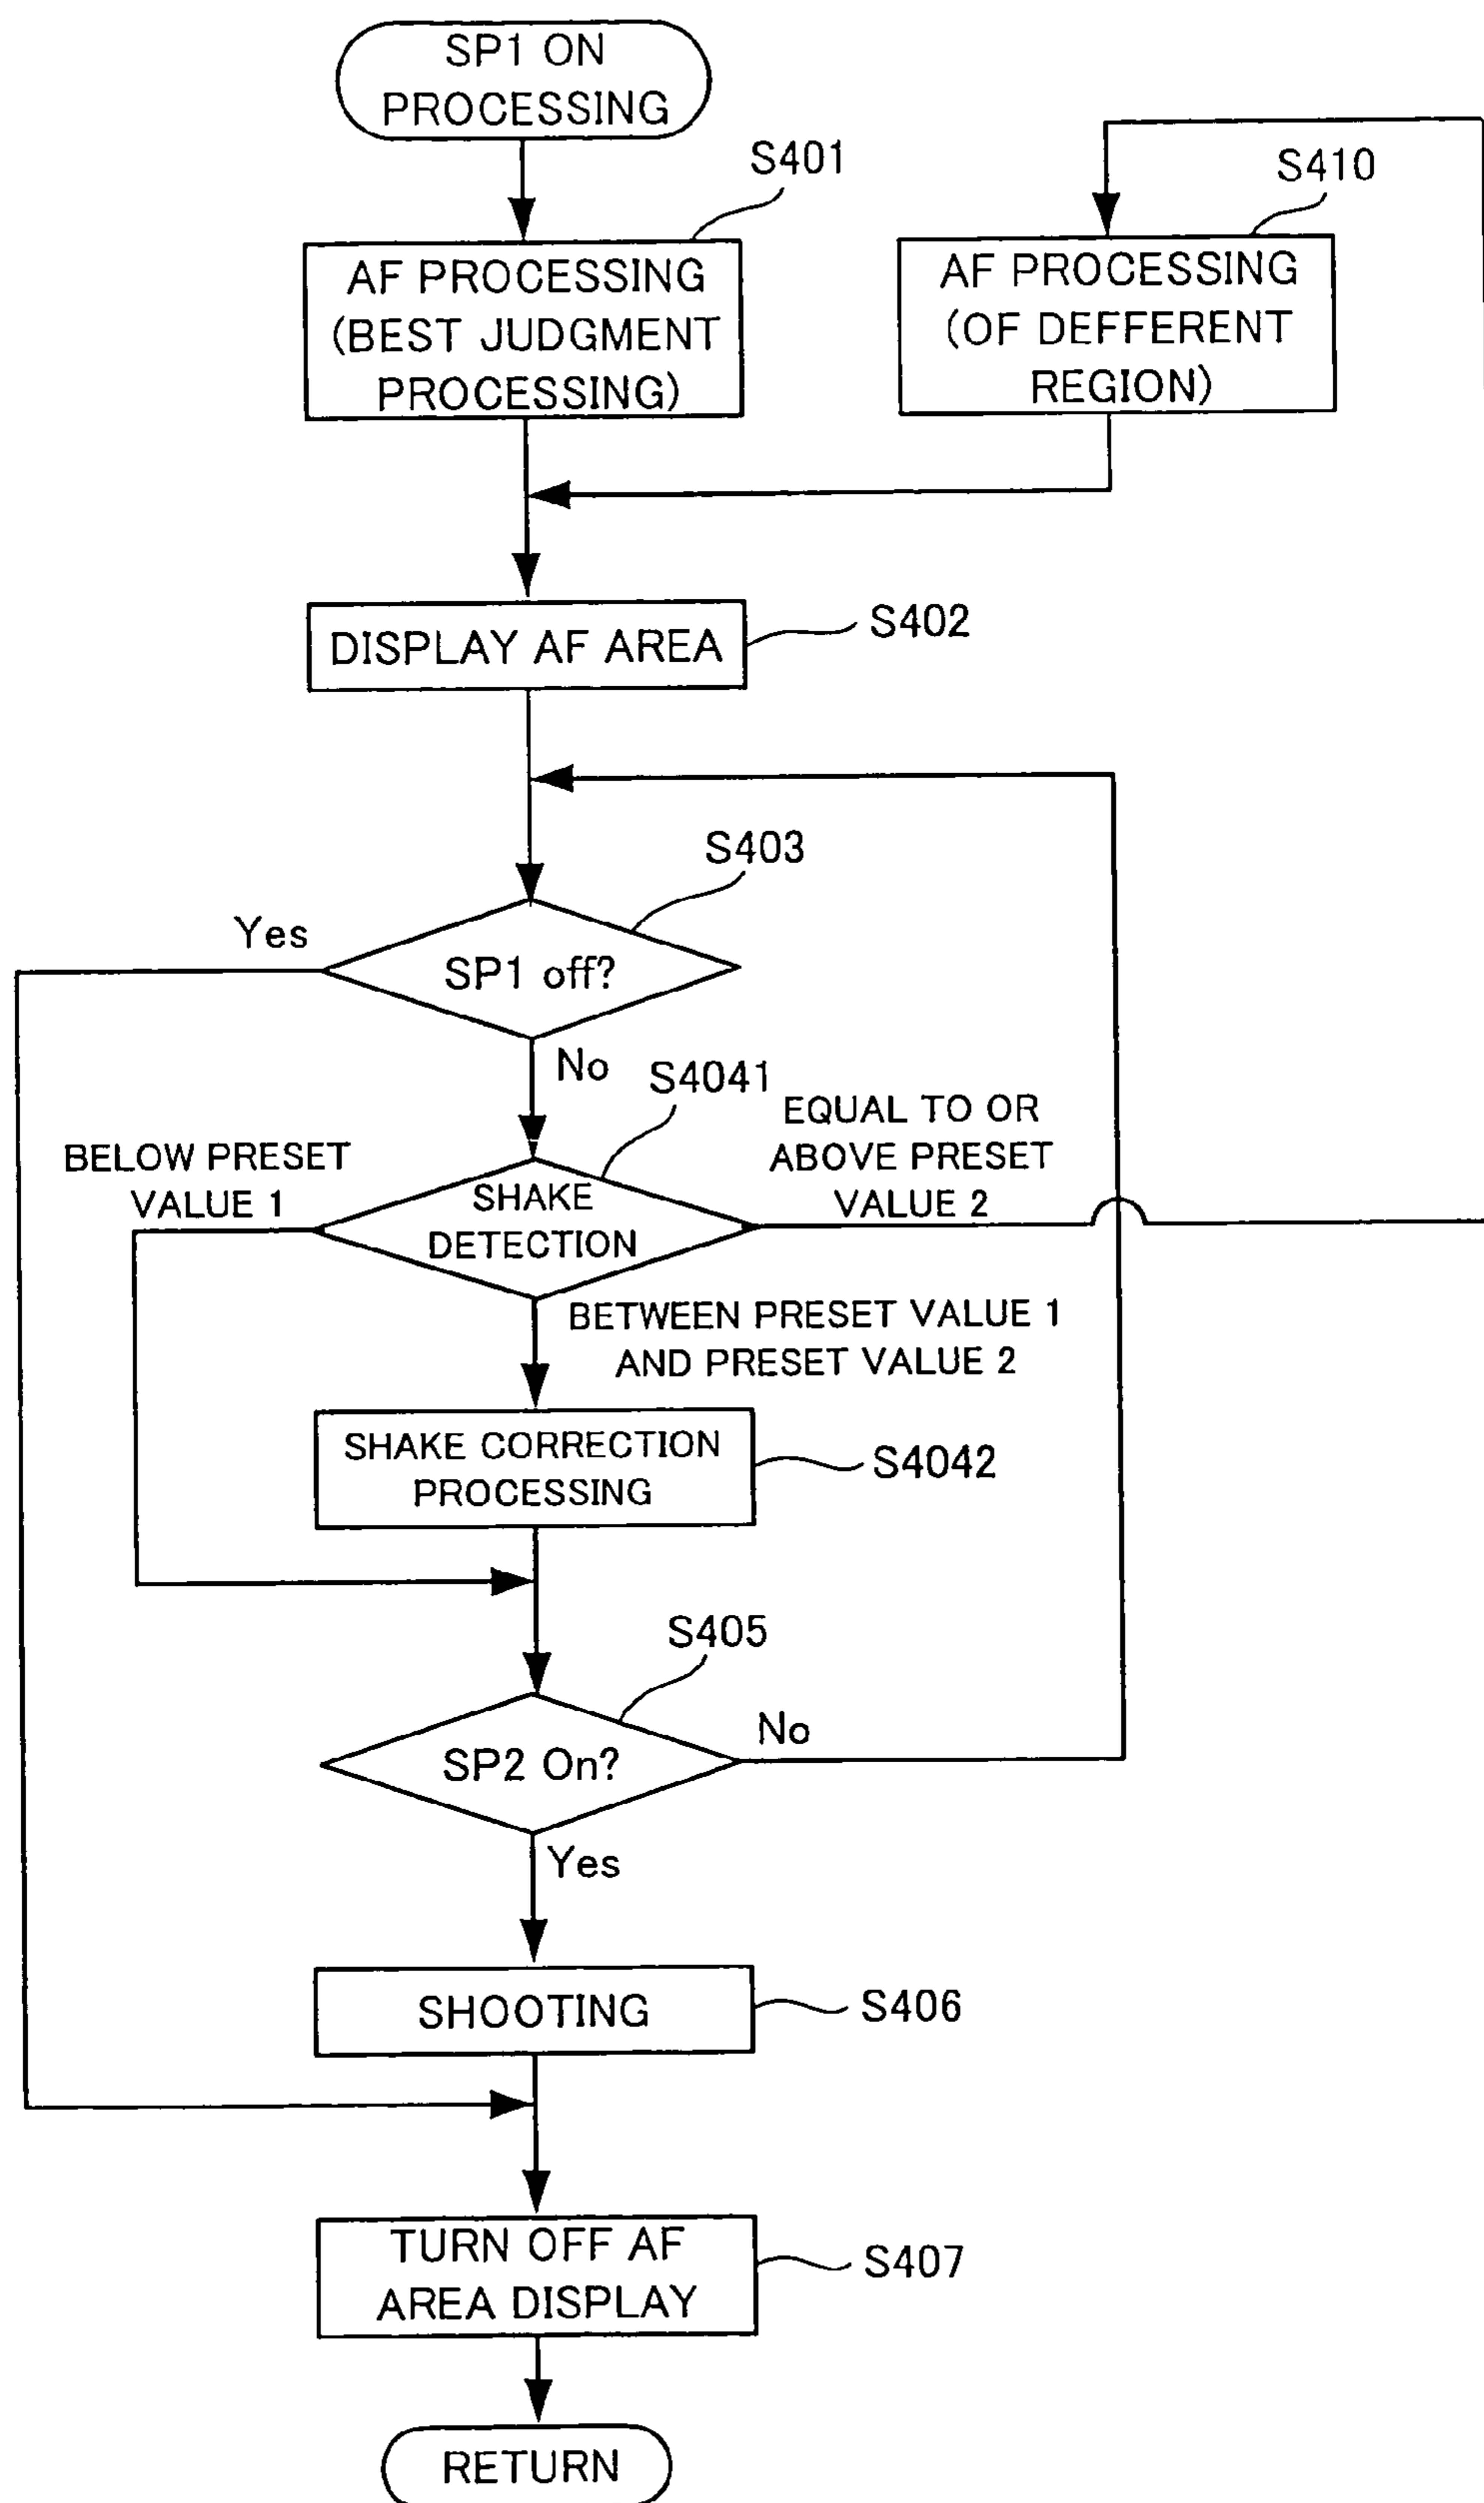 SP1 ON
PROCESSING
S401
AF PROCESSING
(BEST JUDGMENT
PROCESSING)
S410
AF PROCESSING
(OF DEFFERENT
REGION)
DISPLAY AF AREA
S402
S403
Yes
SP1 off?
No
S4041
EQUAL TO OR
ABOVE PRESET
VALUE 2
BELOW PRESET
VALUE 1
SHAKE
DETECTION
BETWEEN PRESET VALUE 1
AND PRESET VALUE 2
SHAKE CORRECTION
PROCESSING
S4042
S405
SP2 On?
No
Yes
SHOOTING
S406
TURN OFF AF
AREA DISPLAY
S407
RETURN